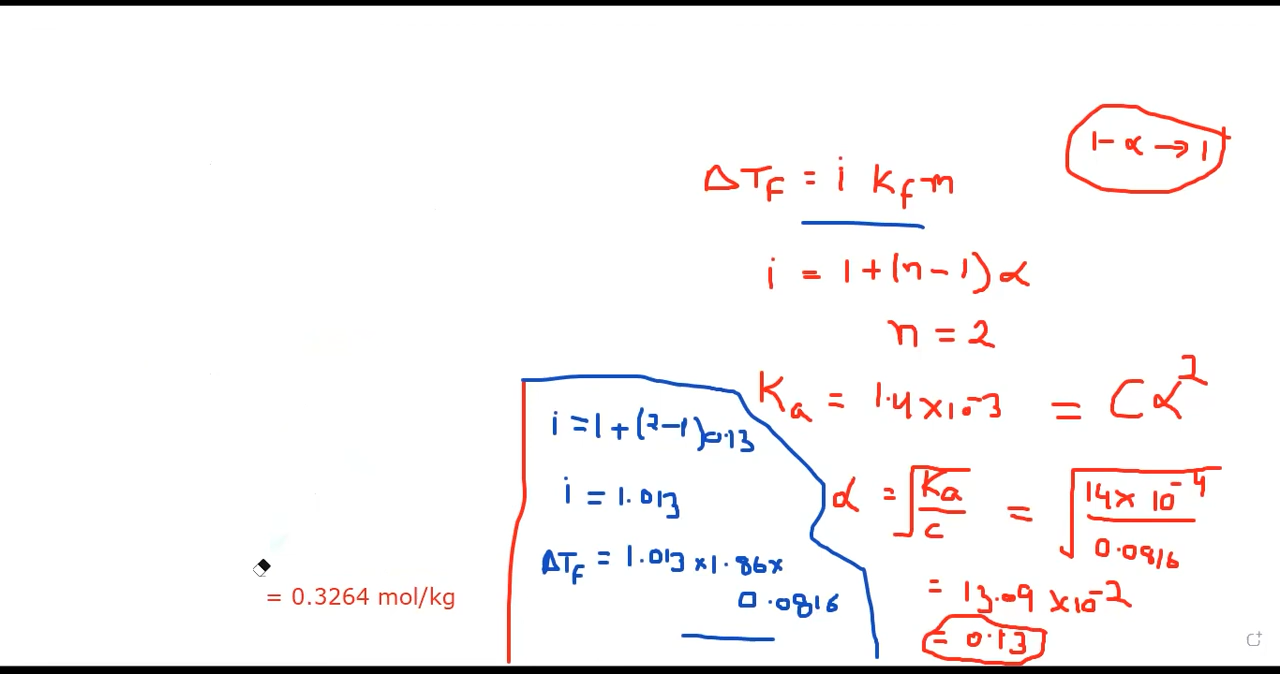 1 - α → 1
ΔT_F = i K_f m
i = 1 + (n - 1) α
n = 2
K_a = 1.4 × 10^-3 = C α^2
α = √(K_a / C) = √(14 × 10^-4 / 0.0816)
= 13.09 × 10^-2
= 0.13
i = 1 + (2 - 1) 0.13
i = 1.013
ΔT_F = 1.013 × 1.86 ×
0.0816
= 0.3264 mol/kg